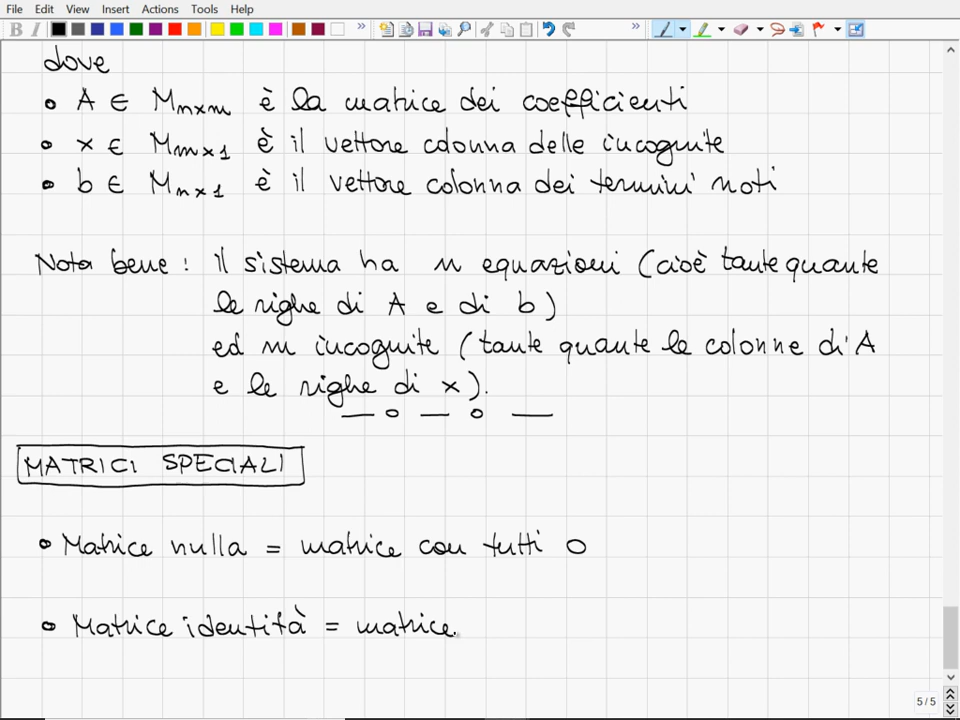 File Edit View Insert Actions Tools Help
B I
dove
• A ∈ M n×m è la matrice dei coefficienti
• x ∈ M m×1 è il vettore colonna delle incognite
• b ∈ M n×1 è il vettore colonna dei termini noti
Nota bene : il sistema ha n equazioni (cioè tante quante
le righe di A e di b)
ed m incognite (tante quante le colonne di A
e le righe di x).
MATRICI SPECIALI
• Matrice nulla = matrice con tutti 0
• Matrice identità = matrice
5 / 5